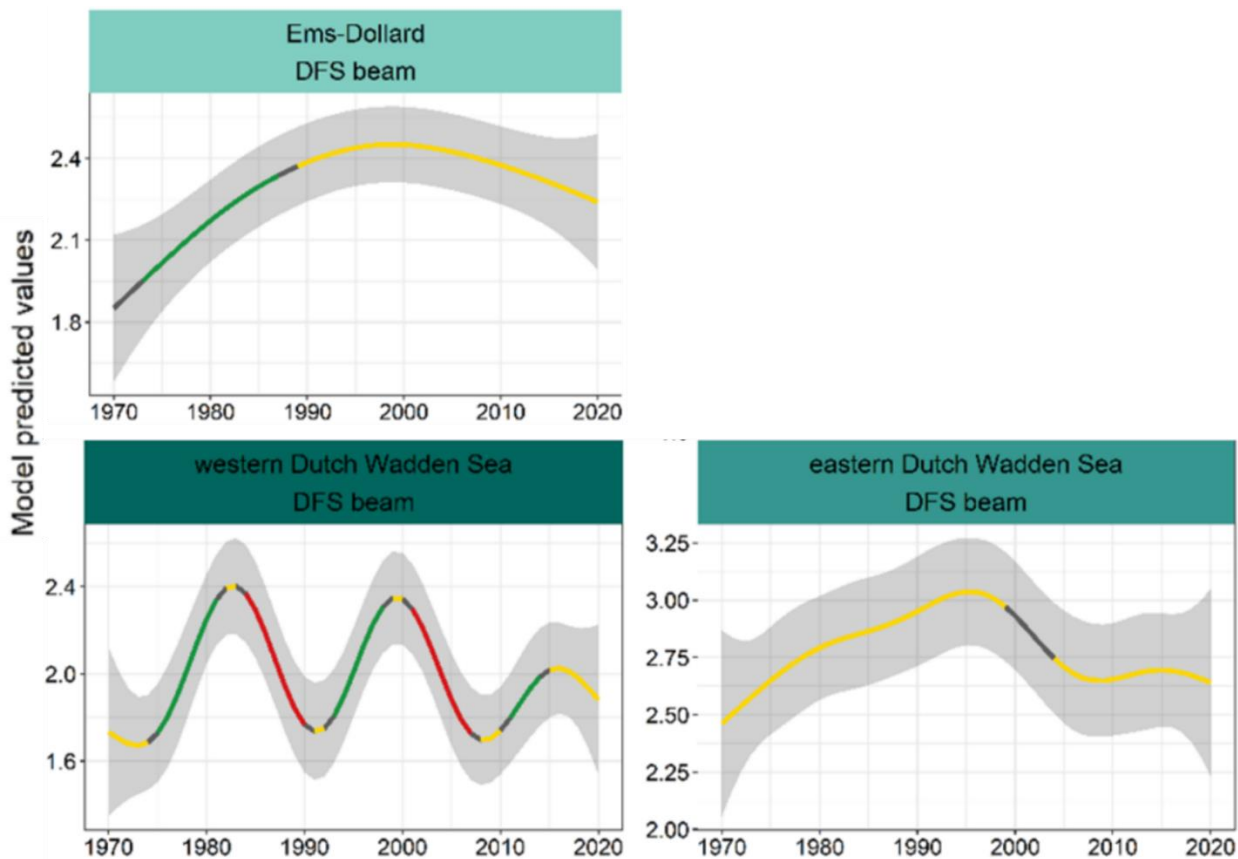 Ems-Dollard
DFS beam
Model predicted values
2.4
2.1
1.8
1970 1980 1990 2000 2010 2020
western Dutch Wadden Sea
DFS beam
2.4
2.0
1.6
1970 1980 1990 2000 2010 2020
eastern Dutch Wadden Sea
DFS beam
3.25
3.00
2.75
2.50
2.25
2.00
1970 1980 1990 2000 2010 2020